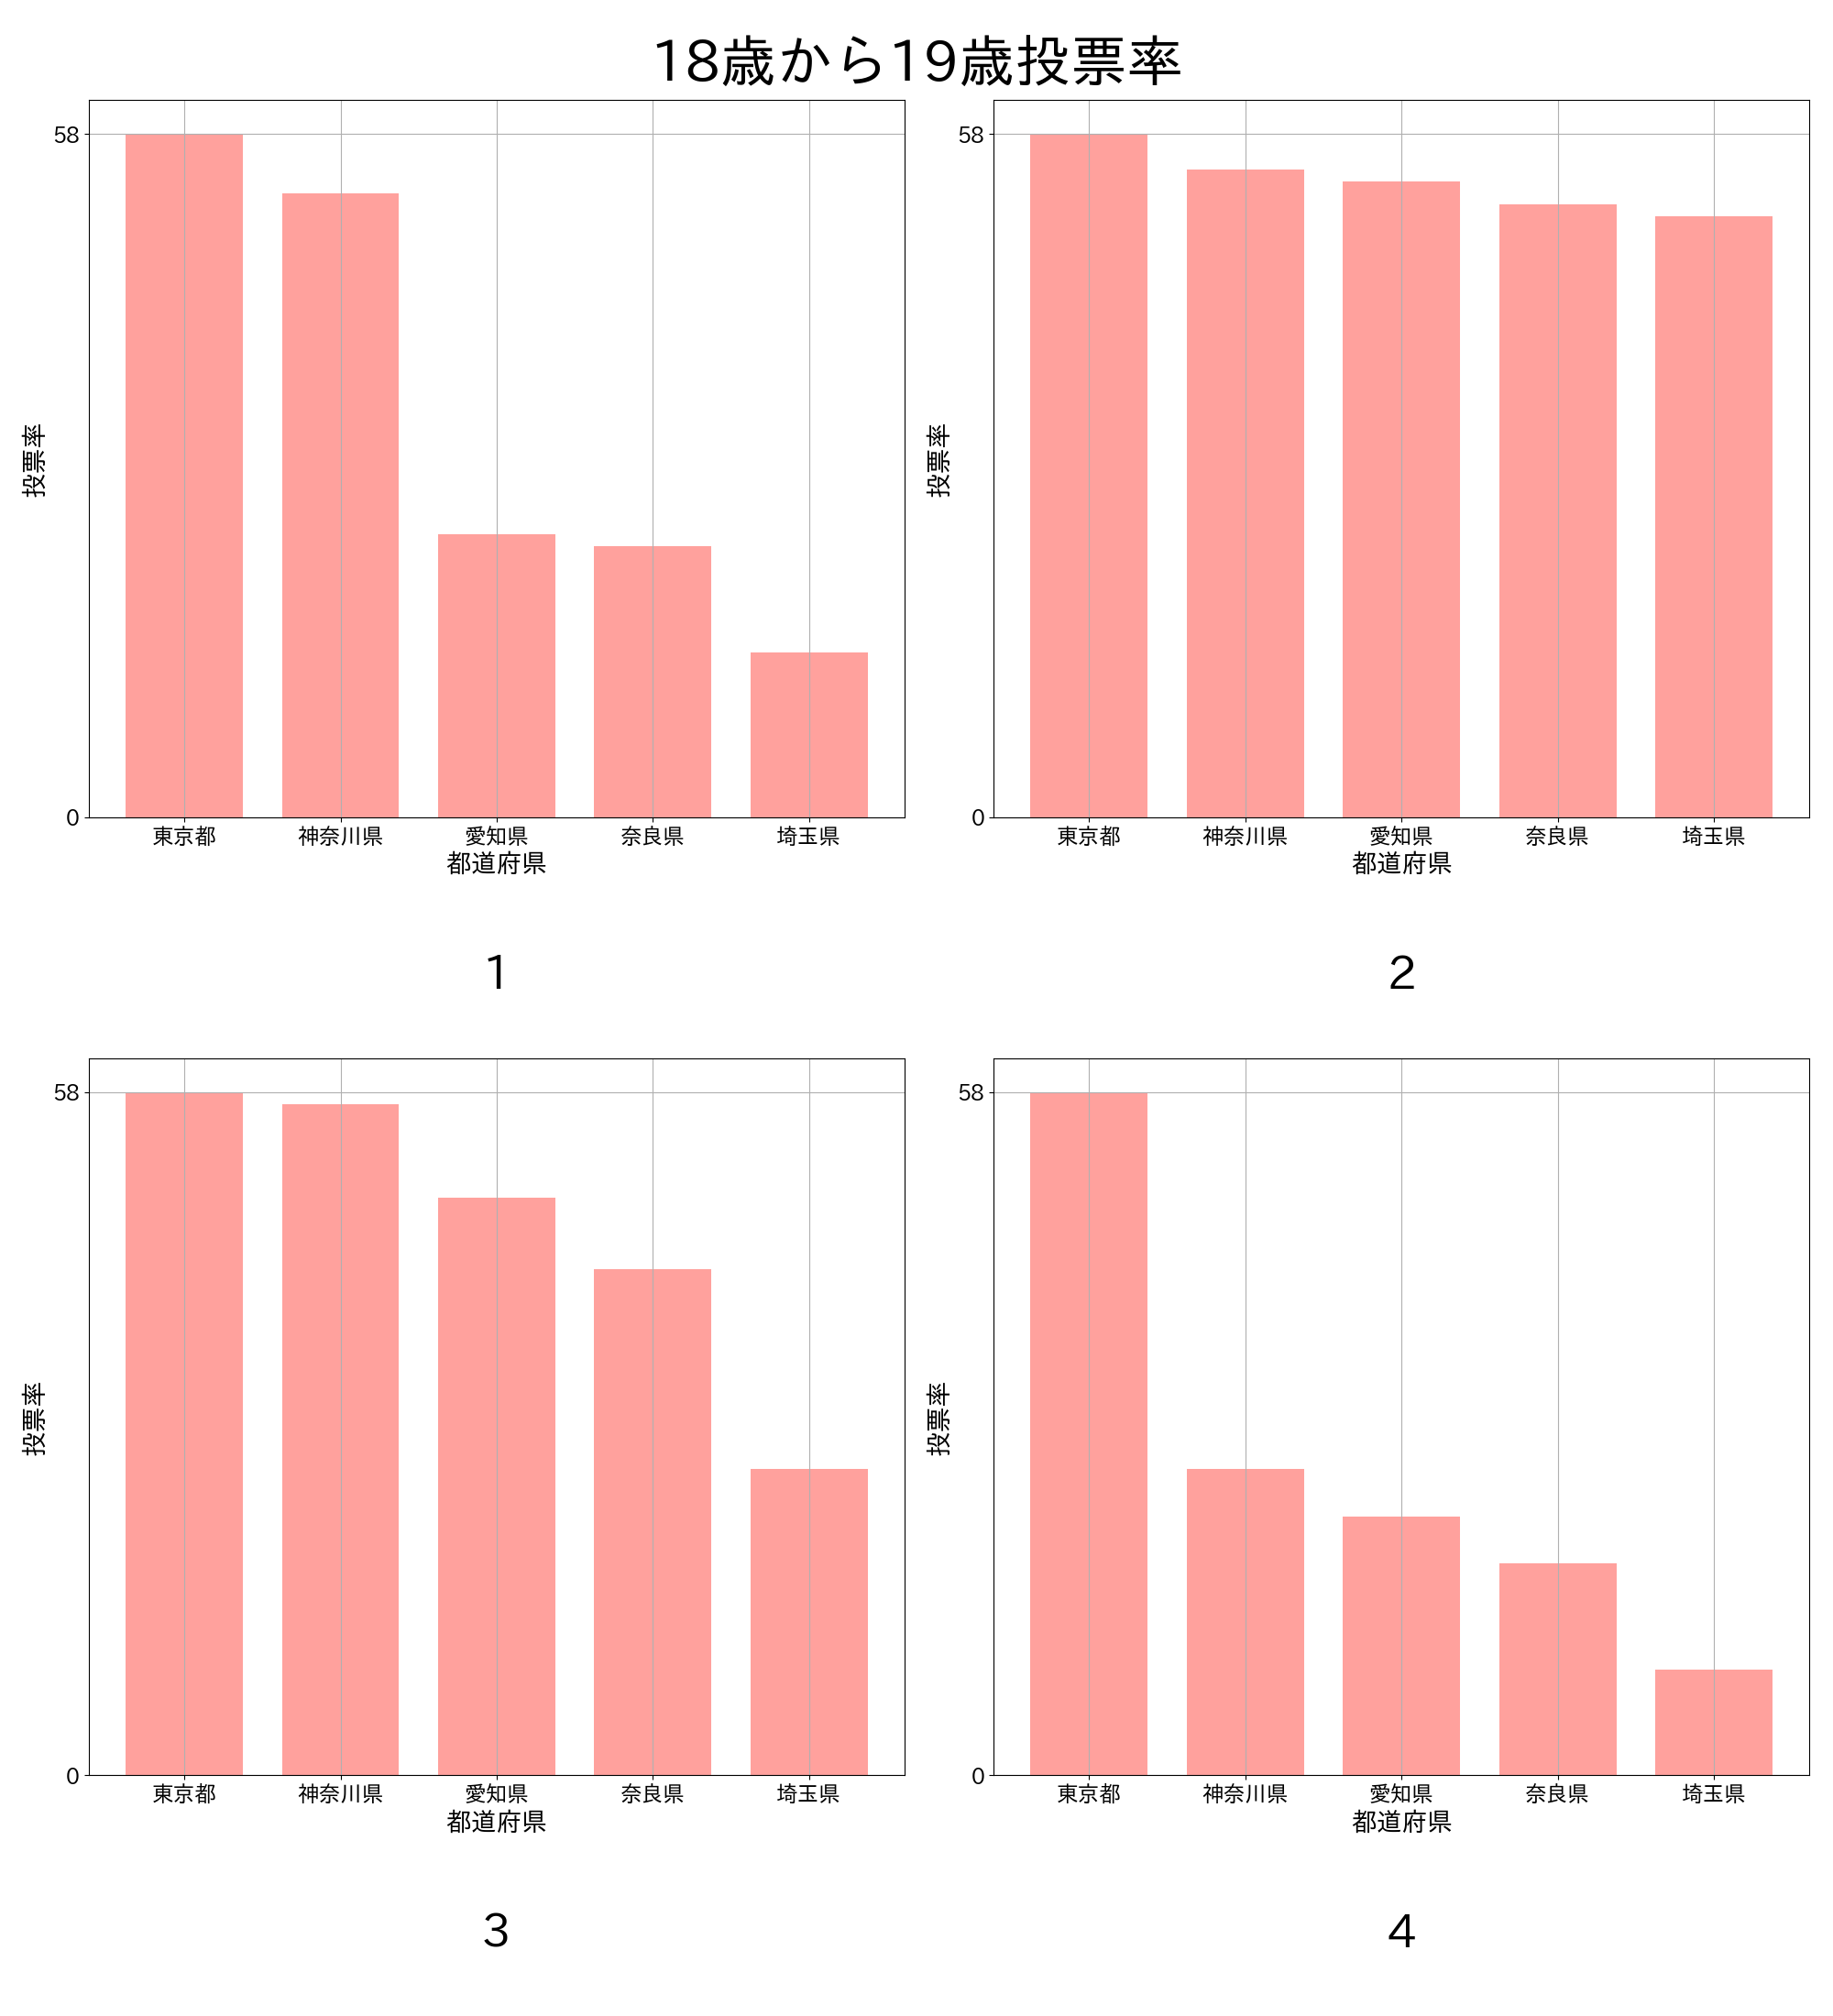 18歳から19歳投票率
58
0
投票率
東京都 神奈川県 愛知県 奈良県 埼玉県
都道府県
1
58
0
投票率
東京都 神奈川県 愛知県 奈良県 埼玉県
都道府県
2
58
0
投票率
東京都 神奈川県 愛知県 奈良県 埼玉県
都道府県
3
58
0
投票率
東京都 神奈川県 愛知県 奈良県 埼玉県
都道府県
4